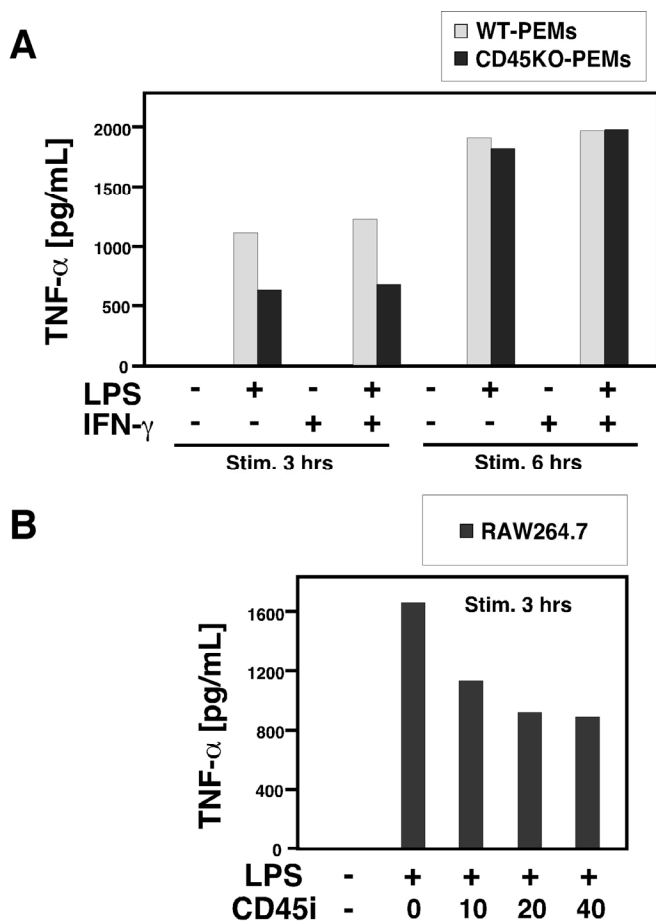 A
WT-PEMs
CD45KO-PEMs
TNF-α [pg/mL]
2000
1500
1000
500
0
LPS - + - + - + - +
IFN-γ - - + + - - + +
Stim. 3 hrs Stim. 6 hrs
B
RAW264.7
Stim. 3 hrs
TNF-α [pg/mL]
1600
1200
800
400
0
LPS - + + + +
CD45i - 0 10 20 40